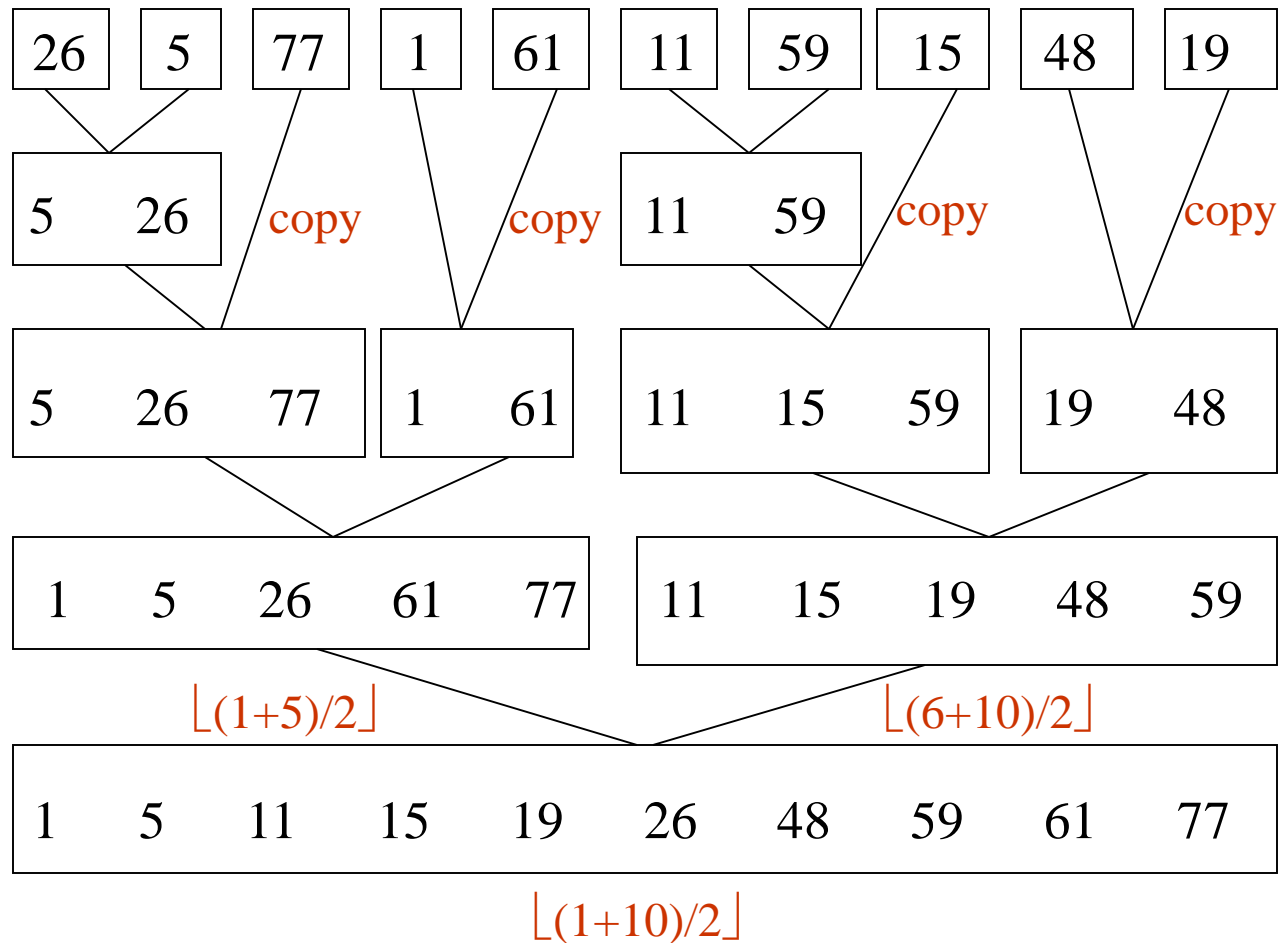 26 5 77 1 61 11 59 15 48 19
5 26 copy copy 11 59 copy copy
5 26 77 1 61 11 15 59 19 48
1 5 26 61 77 11 15 19 48 59
⌊(1+5)/2⌋ ⌊(6+10)/2⌋
1 5 11 15 19 26 48 59 61 77
⌊(1+10)/2⌋